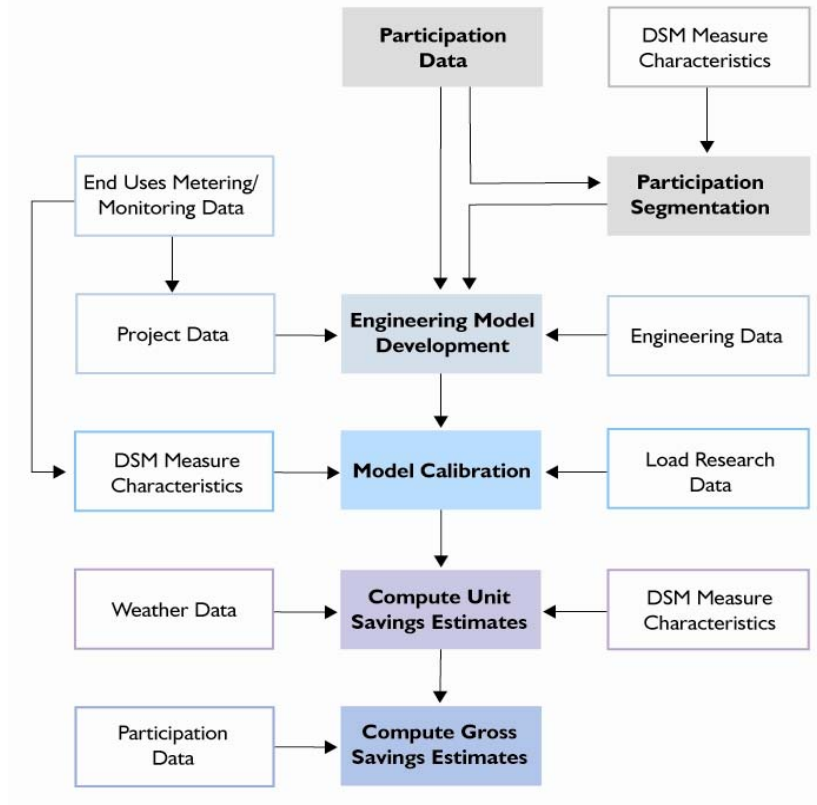 Participation
Data
DSM Measure
Characteristics
End Uses Metering/
Monitoring Data
Participation
Segmentation
Project Data
Engineering Model
Development
Engineering Data
DSM Measure
Characteristics
Model Calibration
Load Research
Data
Weather Data
Compute Unit
Savings Estimates
DSM Measure
Characteristics
Participation
Data
Compute Gross
Savings Estimates